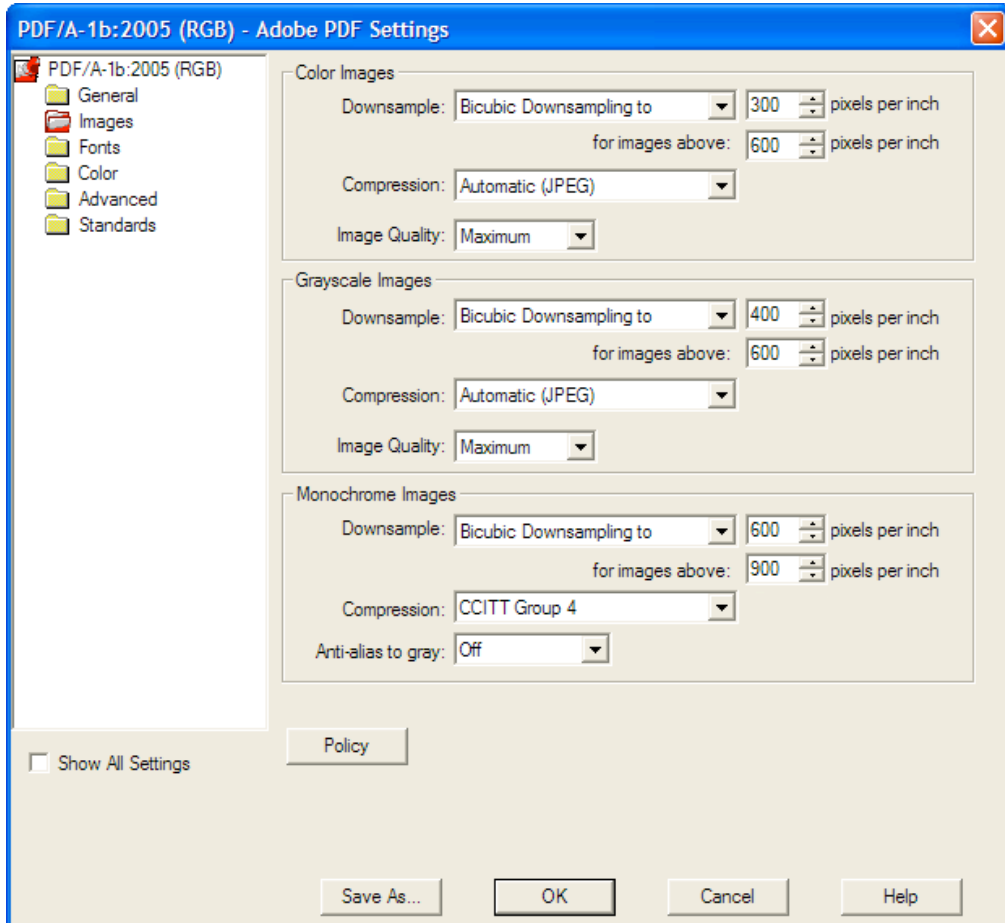 PDF/A-1b:2005 (RGB) - Adobe PDF Settings
PDF/A-1b:2005 (RGB)
General
Images
Fonts
Color
Advanced
Standards
Show All Settings
Color Images
Downsample: Bicubic Downsampling to 300 pixels per inch
for images above: 600 pixels per inch
Compression: Automatic (JPEG)
Image Quality: Maximum
Grayscale Images
Downsample: Bicubic Downsampling to 400 pixels per inch
for images above: 600 pixels per inch
Compression: Automatic (JPEG)
Image Quality: Maximum
Monochrome Images
Downsample: Bicubic Downsampling to 600 pixels per inch
for images above: 900 pixels per inch
Compression: CCITT Group 4
Anti-alias to gray: Off
Policy
Save As... OK Cancel Help